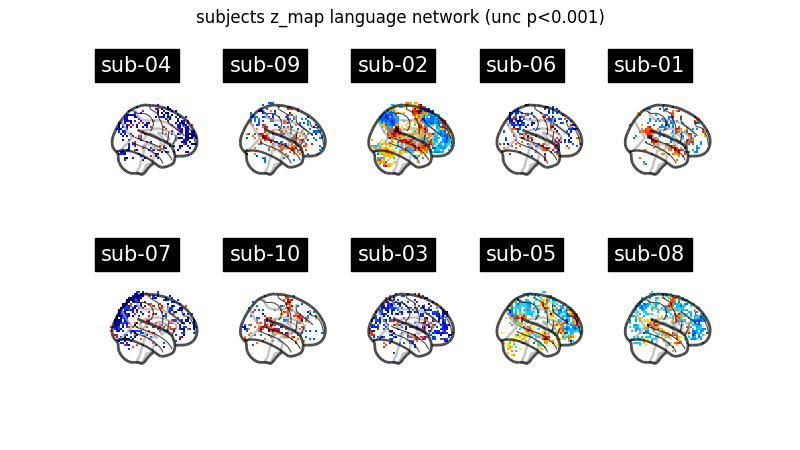 subjects z_map language network (unc p<0.001)
sub-04
sub-09
sub-02
sub-06
sub-01
sub-07
sub-10
sub-03
sub-05
sub-08